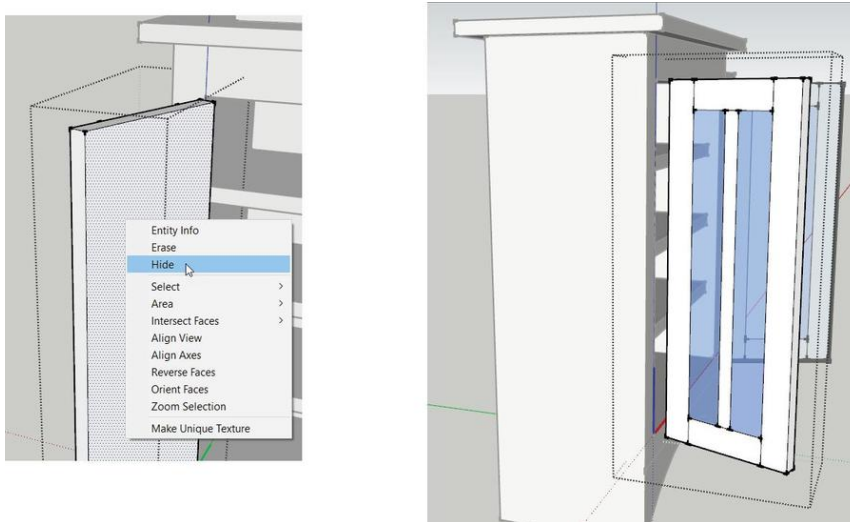 Entity Info
Erase
Hide
Select
Area
Intersect Faces
Align View
Align Axes
Reverse Faces
Orient Faces
Zoom Selection
Make Unique Texture